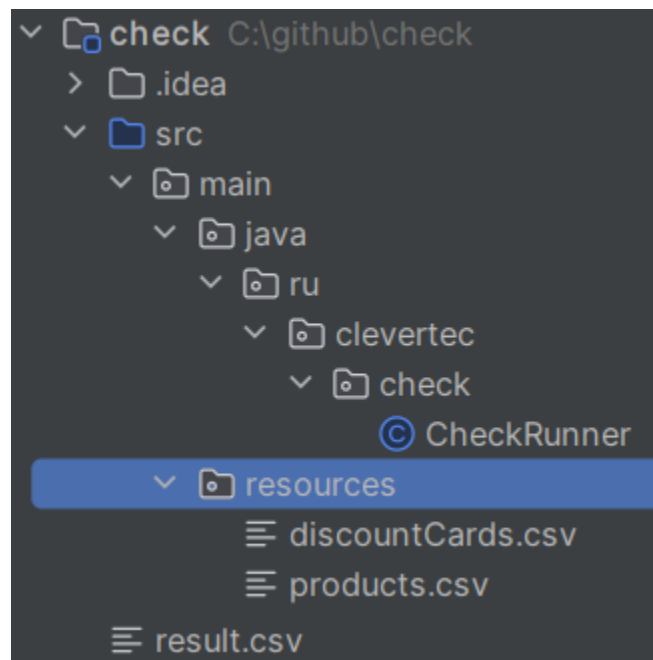 check C:\github\check
.idea
src
main
java
ru
clevertec
check
CheckRunner
resources
discountCards.csv
products.csv
result.csv